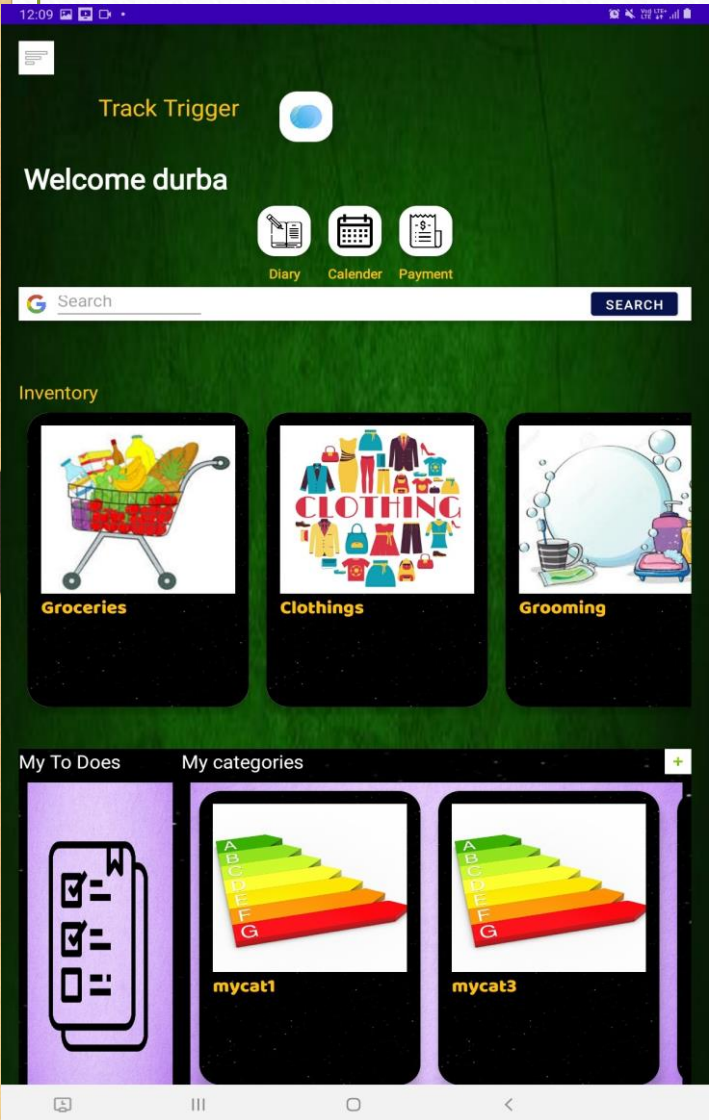 12:09
Track Trigger
Welcome durba
Diary Calender Payment
G Search SEARCH
Inventory
CLOTHING
Groceries Clothings Grooming
My To Does My categories +
A A
B B
C C
D D
E E
F F
G G
mycat1 mycat3